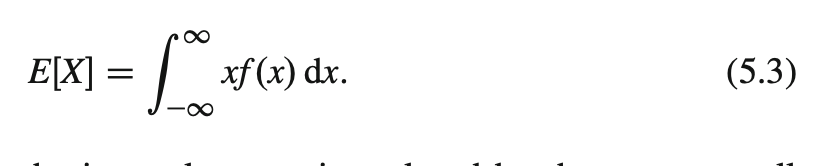 E[X] = ∫_{-∞}^{∞} xf(x) dx. (5.3)